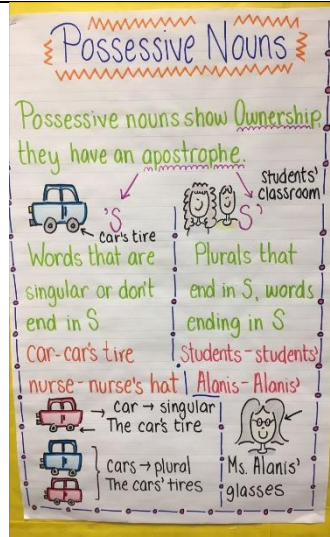 Possessive Nouns
Possessive nouns show Ownership,
they have an apostrophe.
's
car's tire
Words that are
singular or don't
end in S
car-car's tire
nurse-nurse's hat
students'
classroom
S'
Plurals that
end in S, words
ending in S
Students-students'
Alanis-Alanis'
Car → singular
The car's tire
Cars → plural
The cars' tires
Ms. Alanis'
glasses